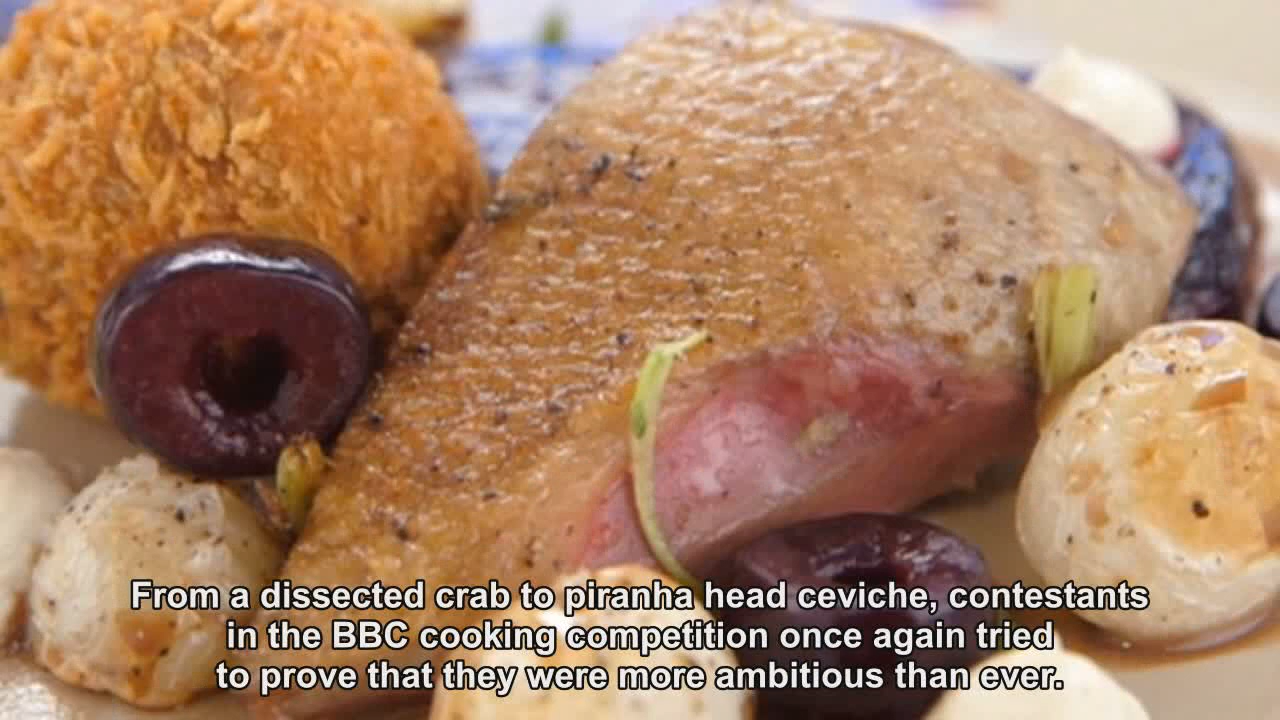 From a dissected crab to piranha head ceviche, contestants
in the BBC cooking competition once again tried
to prove that they were more ambitious than ever.